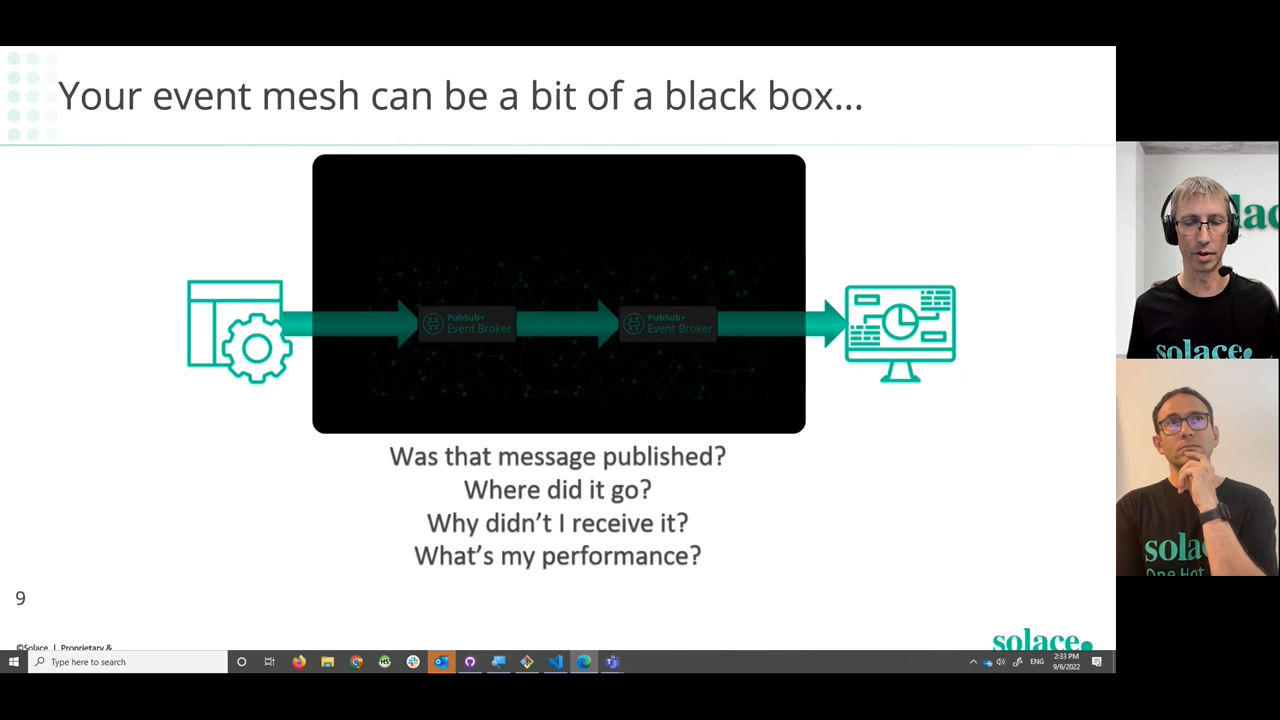 Your event mesh can be a bit of a black box...
PubSub+
Event Broker
PubSub+
Event Broker
Was that message published?
Where did it go?
Why didn't I receive it?
What's my performance?
9
©Solace | Proprietary &
solace.
Type here to search
ENG
2:33 PM
9/6/2022
lac
solace.
sola
One Hot